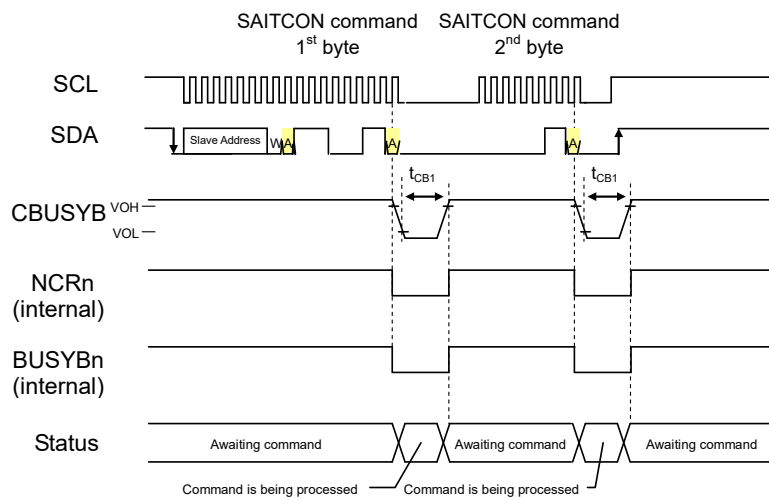 SAITCON command
1st byte
SAITCON command
2nd byte
SCL
SDA
Slave Address
W
A
A
A
tCB1
tCB1
CBUSYB
VOH
VOL
NCRn
(internal)
BUSYBn
(internal)
Status
Awaiting command
Awaiting command
Awaiting command
Command is being processed
Command is being processed